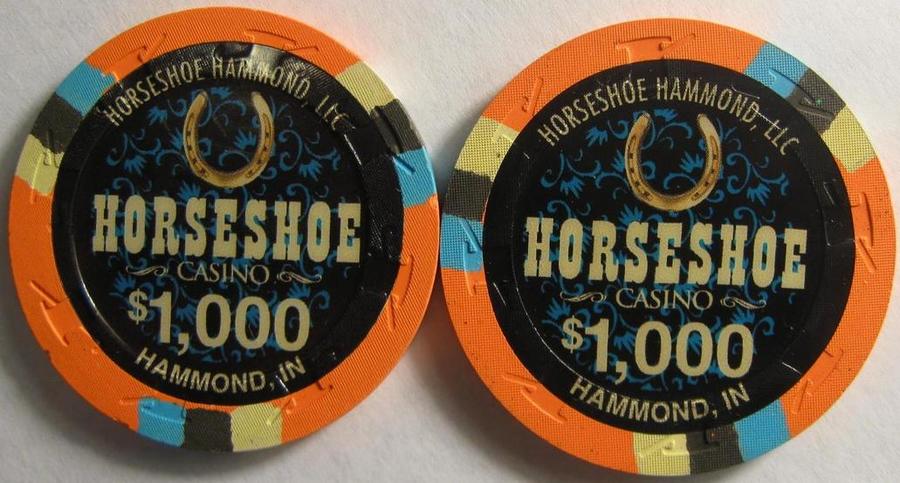 HORSESHOE HAMMOND, LLC
HORSESHOE
CASINO
$1,000
HAMMOND, IN
HORSESHOE HAMMOND, LLC
HORSESHOE
CASINO
$1,000
HAMMOND, IN